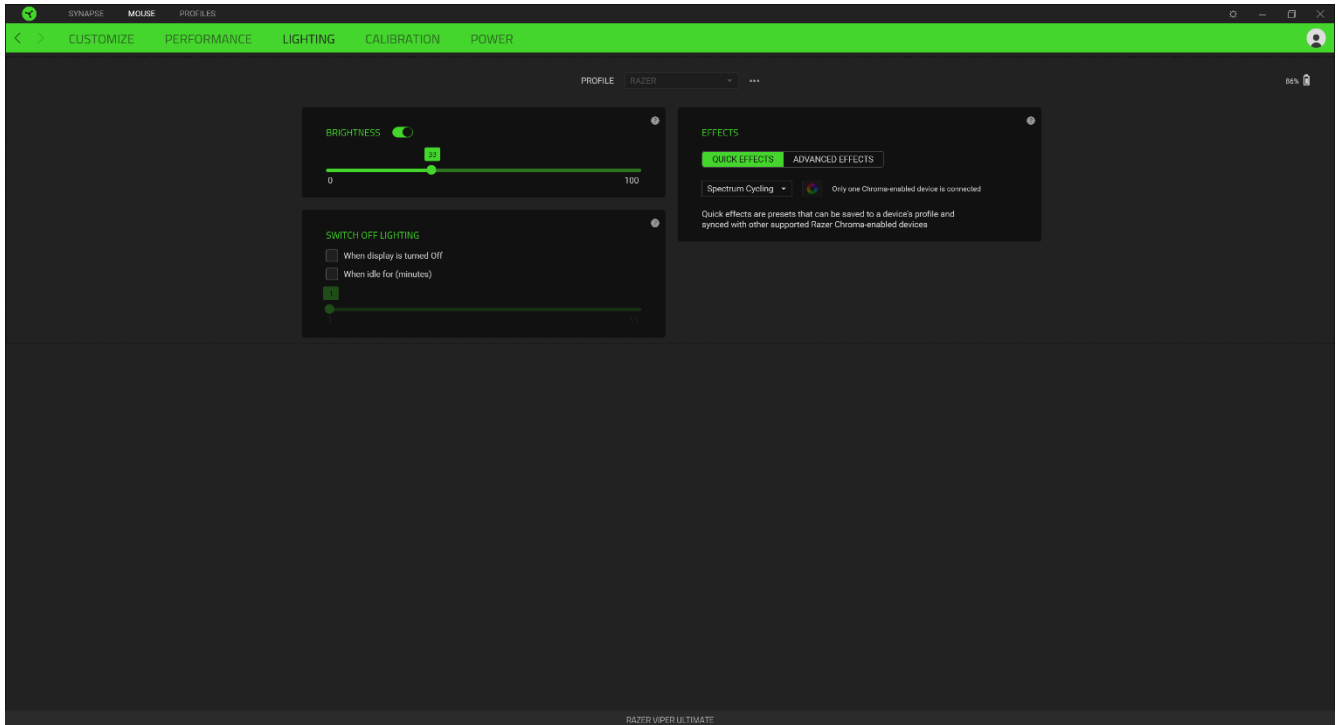 SYNAPSE MOUSE PROFILES
CUSTOMIZE PERFORMANCE LIGHTING CALIBRATION POWER
PROFILE RAZER
86%
BRIGHTNESS
33
0 100
SWITCH OFF LIGHTING
When display is turned Off
When idle for (minutes)
1
1 15
EFFECTS
QUICK EFFECTS ADVANCED EFFECTS
Spectrum Cycling Only one Chroma-enabled device is connected
Quick effects are presets that can be saved to a device's profile and
synced with other supported Razer Chroma-enabled devices
RAZER VIPER ULTIMATE